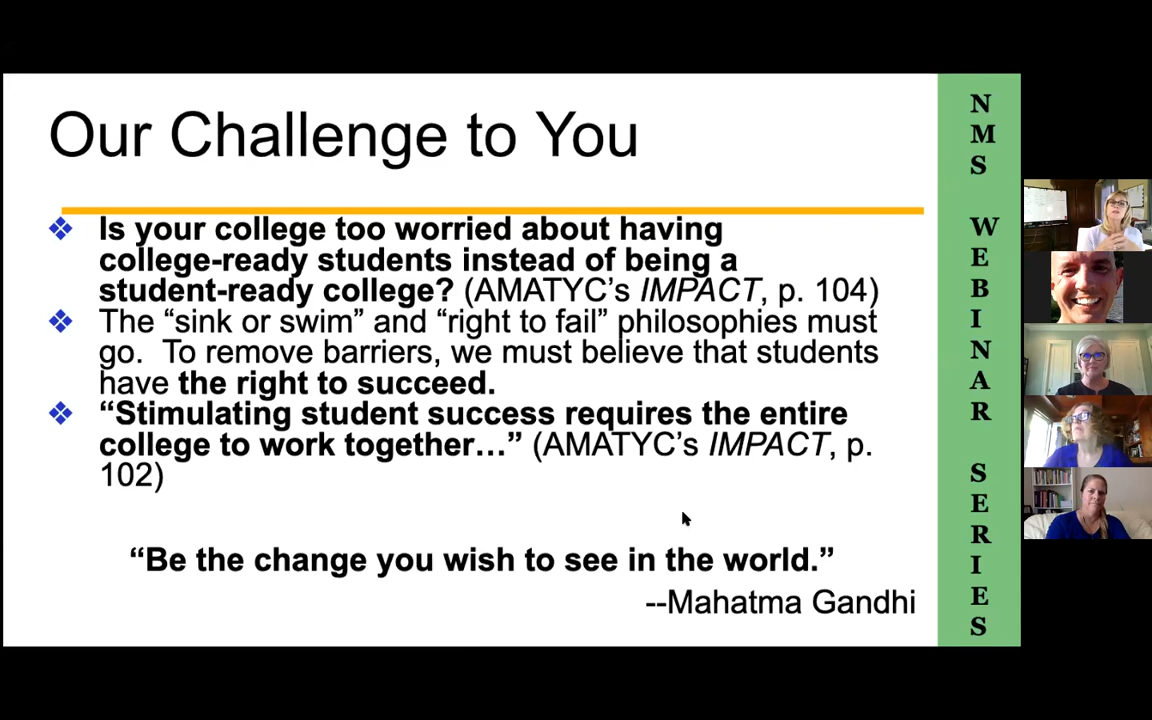 Our Challenge to You
Is your college too worried about having
college-ready students instead of being a
student-ready college? (AMATYC’s IMPACT, p. 104)
The “sink or swim” and “right to fail” philosophies must
go.  To remove barriers, we must believe that students
have the right to succeed.
“Stimulating student success requires the entire
college to work together…” (AMATYC’s IMPACT, p.
102)
“Be the change you wish to see in the world.”
--Mahatma Gandhi
NMS WEBINAR SERIES